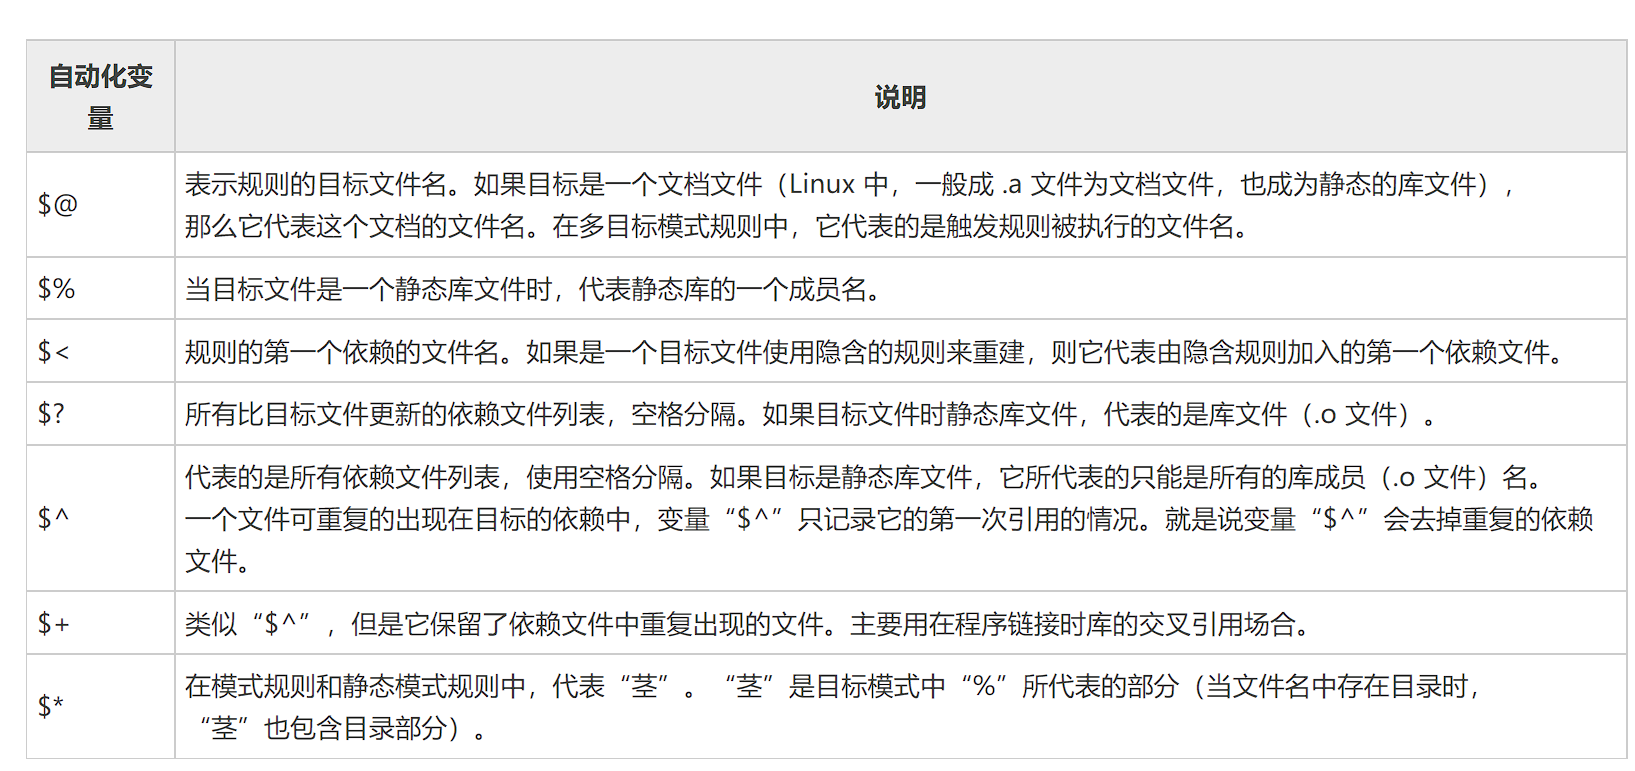 自动化变
量
说明
$@
表示规则的目标文件名。如果目标是一个文档文件（Linux 中，一般成 .a 文件为文档文件，也成为静态的库文件），
那么它代表这个文档的文件名。在多目标模式规则中，它代表的是触发规则被执行的文件名。
$%
当目标文件是一个静态库文件时，代表静态库的一个成员名。
$<
规则的第一个依赖的文件名。如果是一个目标文件使用隐含的规则来重建，则它代表由隐含规则加入的第一个依赖文件。
$?
所有比目标文件更新的依赖文件列表，空格分隔。如果目标文件时静态库文件，代表的是库文件（.o 文件）。
$^
代表的是所有依赖文件列表，使用空格分隔。如果目标是静态库文件，它所代表的只能是所有的库成员（.o 文件）名。
一个文件可重复的出现在目标的依赖中，变量“$^”只记录它的第一次引用的情况。就是说变量“$^”会去掉重复的依赖
文件。
$+
类似“$^”，但是它保留了依赖文件中重复出现的文件。主要用在程序链接时库的交叉引用场合。
$*
在模式规则和静态模式规则中，代表“茎”。“茎”是目标模式中“%”所代表的部分（当文件名中存在目录时，
“茎”也包含目录部分）。